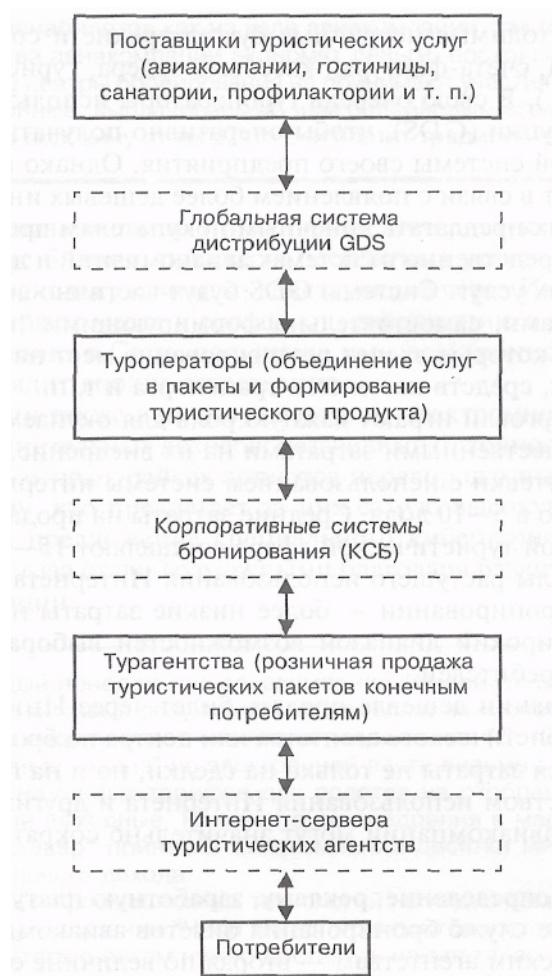 Поставщики туристических услуг
(авиакомпании, гостиницы,
санатории, профилактории и т. п.)
Глобальная система
дистрибуции GDS
Туроператоры (объединение услуг
в пакеты и формирование
туристического продукта)
Корпоративные системы
бронирования (КСБ)
Турагентства (розничная продажа
туристических пакетов конечным
потребителям)
Интернет-сервера
туристических агентств
Потребители